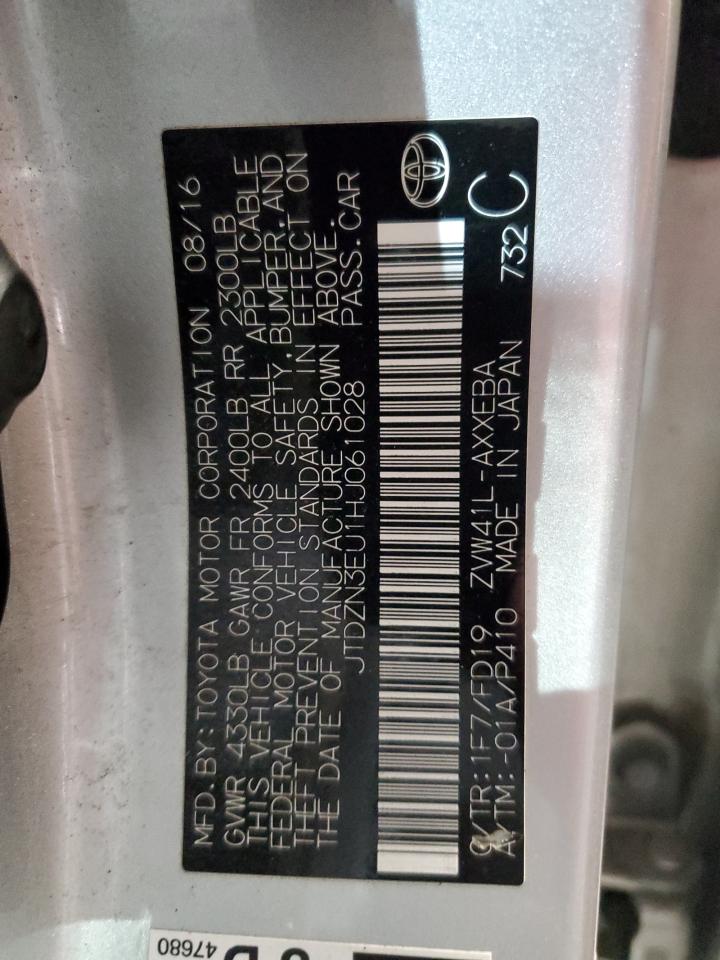 MFD. BY: TOYOTA MOTOR CORPORATION 08/16
GVWR 4330LB GAWR FR 2400LB RR 2300LB
THIS VEHICLE CONFORMS TO ALL APPLICABLE
FEDERAL MOTOR VEHICLE SAFETY, BUMPER, AND
THEFT PREVENTION STANDARDS IN EFFECT ON
THE DATE OF MANUFACTURE SHOWN ABOVE.
JTDZN3EU1HJ061028 PASS. CAR
C/TR: 1F7/FD19 ZVW41L-AXXEBA
A/TM: -01A/P410 MADE IN JAPAN 732 C
47680